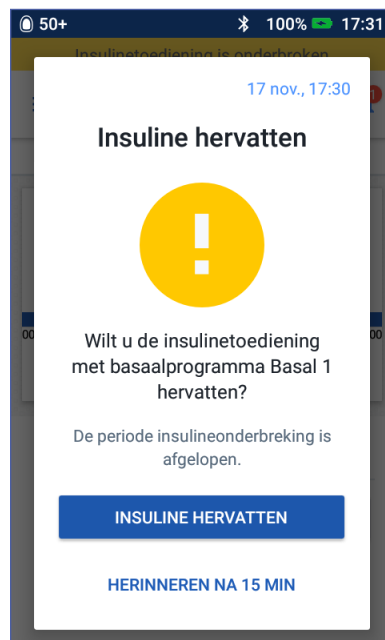 50+ 100% 17:31
Insulinetoediening is onderbroken
17 nov., 17:30
Insuline hervatten
Wilt u de insulinetoediening
met basaalprogramma Basal 1
hervatten?
De periode insulineonderbreking is
afgelopen.
INSULINE HERVATTEN
HERINNEREN NA 15 MIN